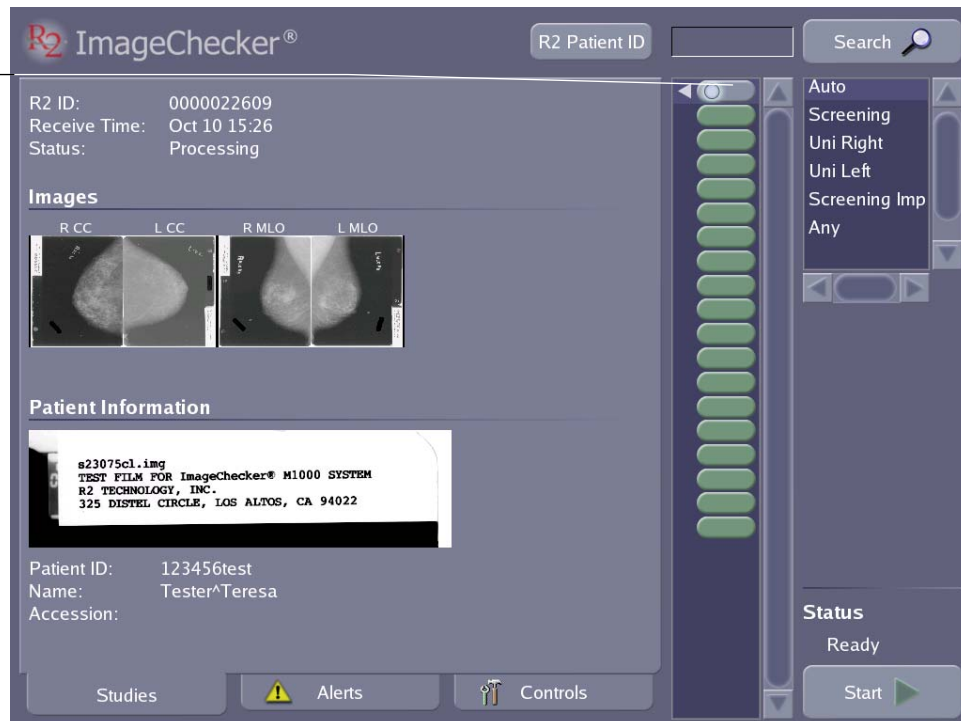 R2 ImageChecker®
R2 Patient ID
Search
R2 ID: 0000022609
Receive Time: Oct 10 15:26
Status: Processing
Images
R CC L CC R MLO L MLO
Patient Information
s23075cl.img
TEST FILM FOR ImageChecker® M1000 SYSTEM
R2 TECHNOLOGY, INC.
325 DISTEL CIRCLE, LOS ALTOS, CA 94022
Patient ID: 123456test
Name: Tester^Teresa
Accession:
Studies
Alerts
Controls
Auto
Screening
Uni Right
Uni Left
Screening Imp
Any
Status
Ready
Start